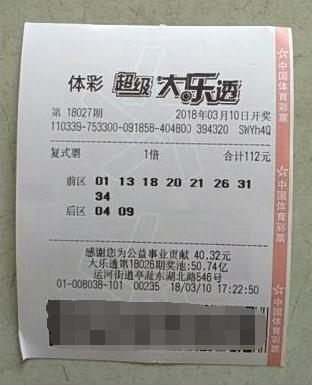 体彩 超级大乐透
第 18027期 2018年03月10日开奖
110339-753300-091858-404800 394320 SWYh4Q
复式票 1倍 合计112元
前区 01 13 18 20 21 26 31
34
后区 04 09
感谢您为公益事业贡献 40.32元
大乐透第18026期奖池:50.74亿
运河街道亭趾东湖北路546号
01-008038-101 00235 18/03/10 17:22:50
中国体育彩票
中国体育彩票
中国体育彩票